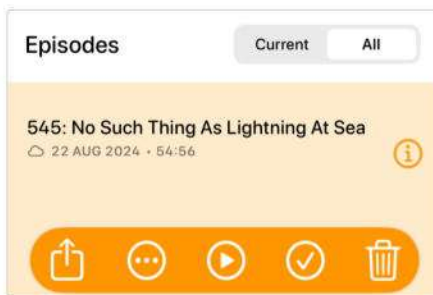 Episodes
Current
All
545: No Such Thing As Lightning At Sea
22 AUG 2024 • 54:56